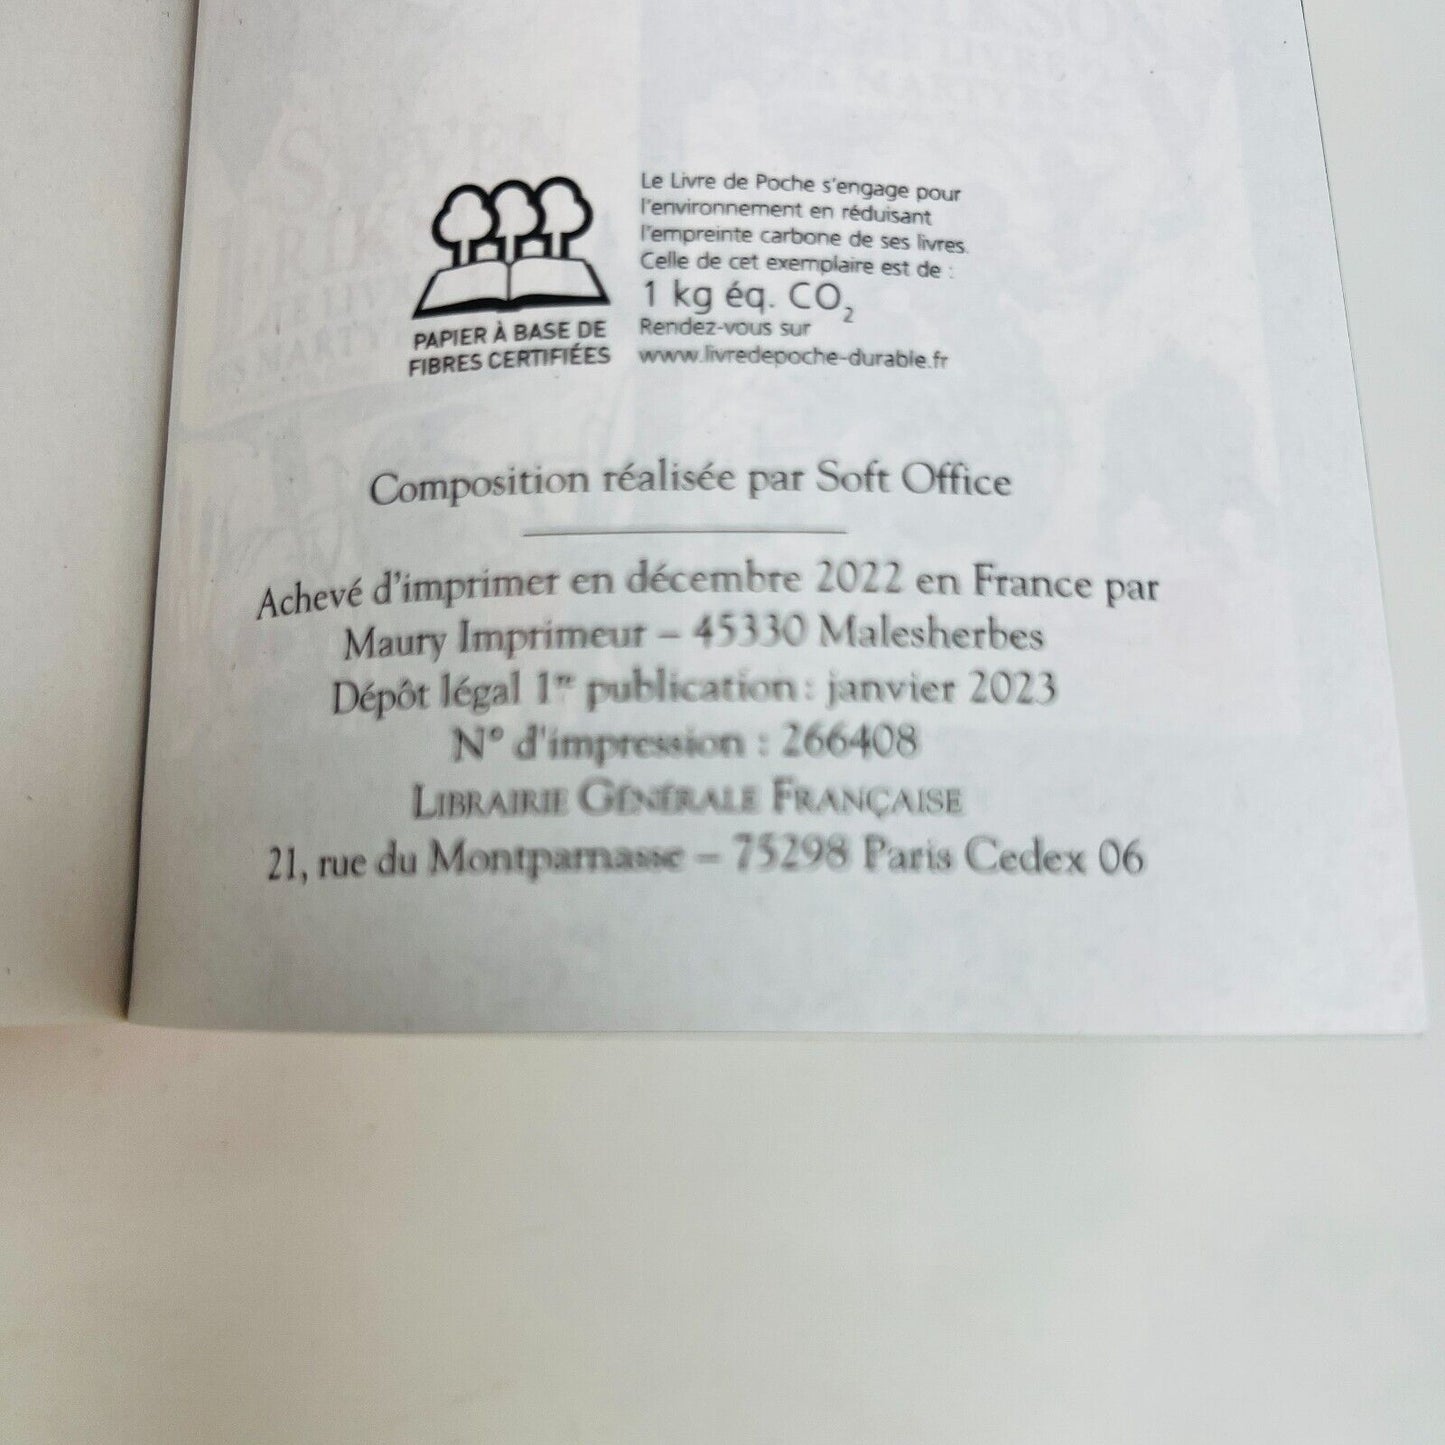 PAPIER À BASE DE
FIBRES CERTIFIÉES
Le Livre de Poche s'engage pour
l'environnement en réduisant
l'empreinte carbone de ses livres.
Celle de cet exemplaire est de :
1 kg éq. CO₂
Rendez-vous sur
www.livredepoche-durable.fr
Composition réalisée par Soft Office
Achevé d'imprimer en décembre 2022 en France par
Maury Imprimeur – 45330 Malesherbes
Dépôt légal 1re publication : janvier 2023
N° d'impression : 266408
LIBRAIRIE GÉNÉRALE FRANÇAISE
21, rue du Montparnasse – 75298 Paris Cedex 06